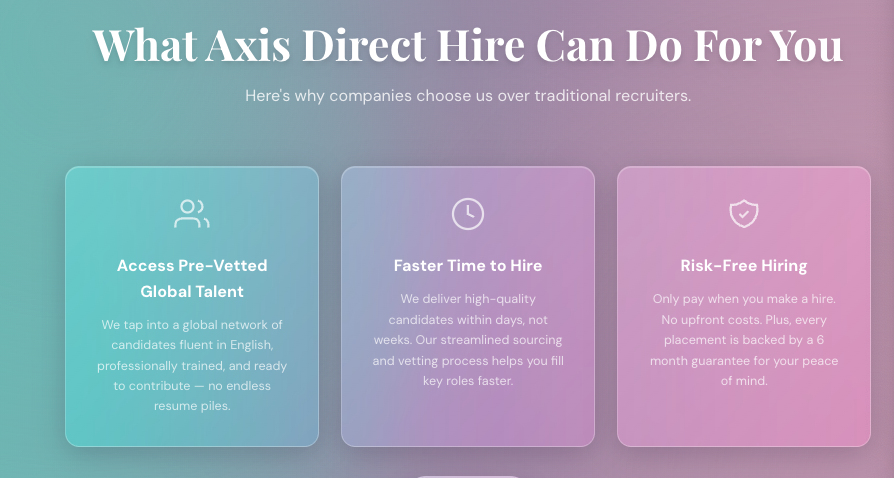 What Axis Direct Hire Can Do For You
Here's why companies choose us over traditional recruiters.
Access Pre-Vetted
Global Talent
We tap into a global network of
candidates fluent in English,
professionally trained, and ready
to contribute — no endless
resume piles.
Faster Time to Hire
We deliver high-quality
candidates within days, not
weeks. Our streamlined sourcing
and vetting process helps you fill
key roles faster.
Risk-Free Hiring
Only pay when you make a hire.
No upfront costs. Plus, every
placement is backed by a 6
month guarantee for your peace
of mind.